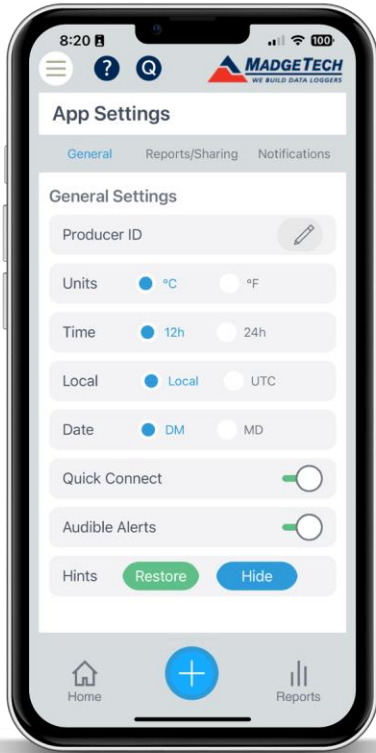 8:20
100
? Q MADGETECH
WE BUILD DATA LOGGERS
App Settings
General Reports/Sharing Notifications
General Settings
Producer ID
Units °C °F
Time 12h 24h
Local Local UTC
Date DM MD
Quick Connect
Audible Alerts
Hints Restore Hide
Home Reports